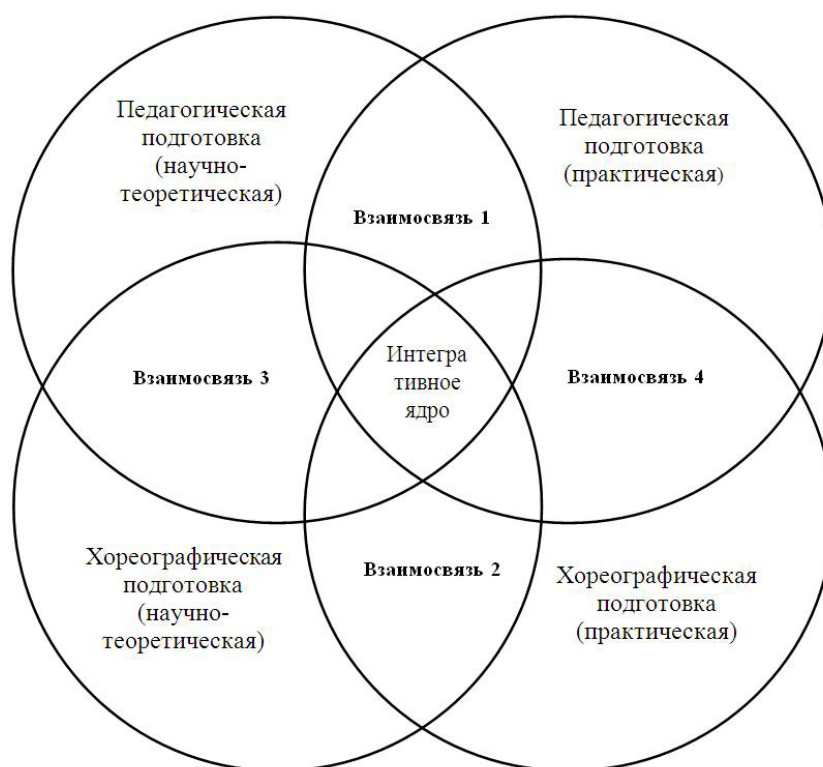 Педагогическая
подготовка
(научно-
теоретическая)
Педагогическая
подготовка
(практическая)
Взаимосвязь 1
Взаимосвязь 3
Интегра
тивное
ядро
Взаимосвязь 4
Хореографическая
подготовка
(научно-
теоретическая)
Взаимосвязь 2
Хореографическая
подготовка
(практическая)